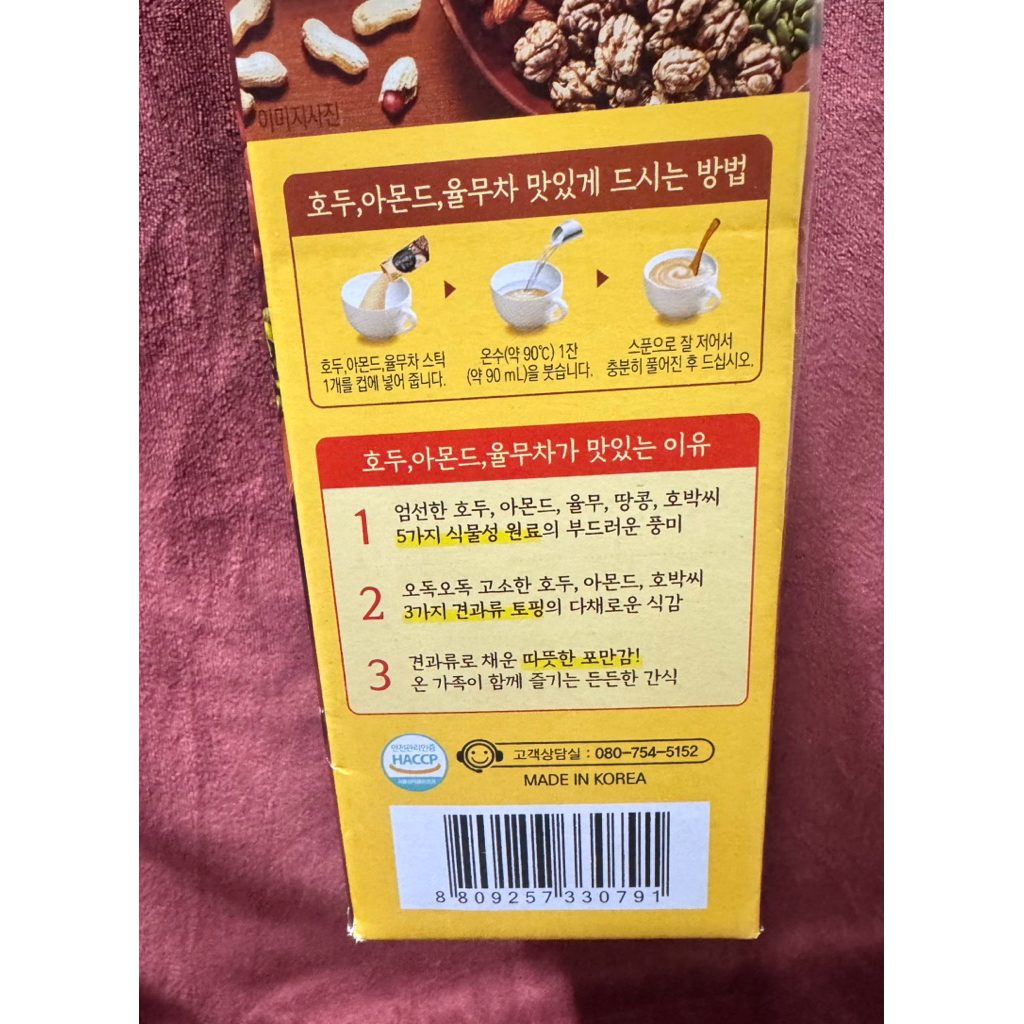 이미지사진
호두,아몬드,율무차 맛있게 드시는 방법
호두,아몬드,율무차 스틱
1개를 컵에 넣어 줍니다.
온수(약 90℃) 1잔
(약 90 mL)을 붓습니다.
스푼으로 잘 저어서
충분히 풀어진 후 드십시오.
호두,아몬드,율무차가 맛있는 이유
1
엄선한 호두, 아몬드, 율무, 땅콩, 호박씨
5가지 식물성 원료의 부드러운 풍미
2
오독오독 고소한 호두, 아몬드, 호박씨
3가지 견과류 토핑의 다채로운 식감
3
견과류로 채운 따뜻한 포만감!
온 가족이 함께 즐기는 든든한 간식
안전관리인증
HACCP
고객상담실 : 080-754-5152
MADE IN KOREA
8 809257 330791